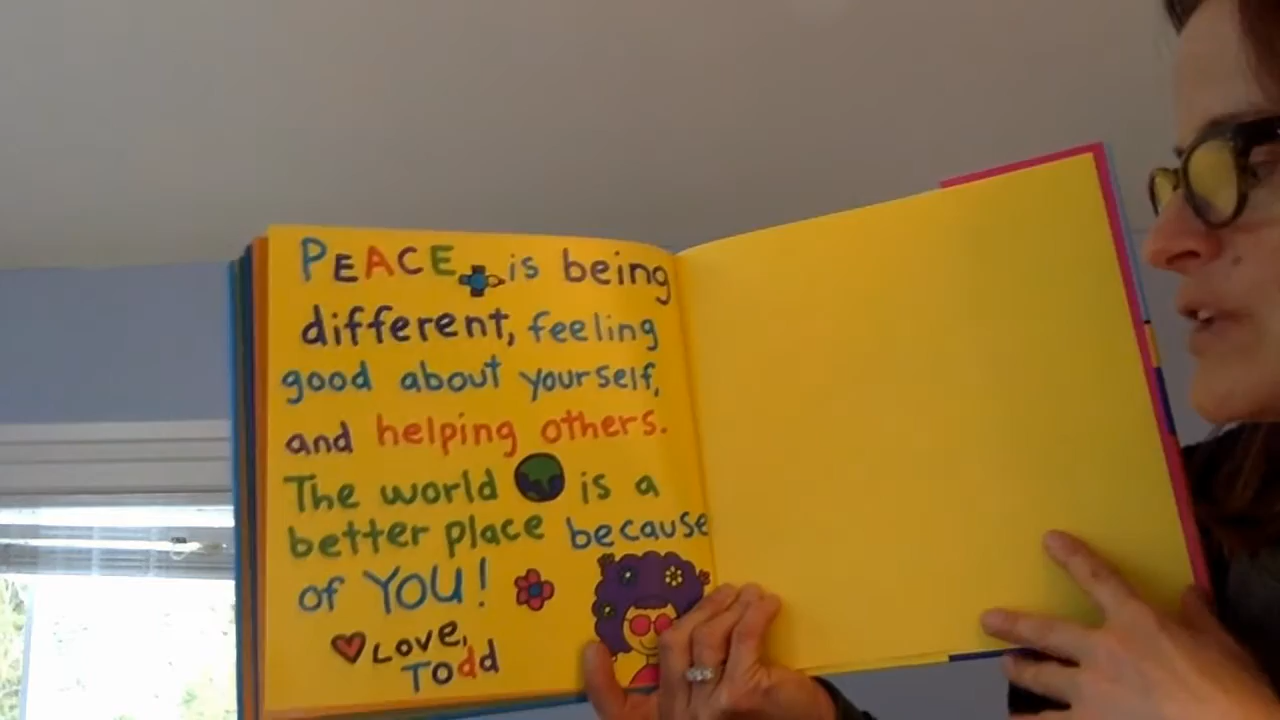 PEACE is being
different, feeling
good about yourself,
and helping others.
The world is a
better place because
of YOU!
Love,
Todd